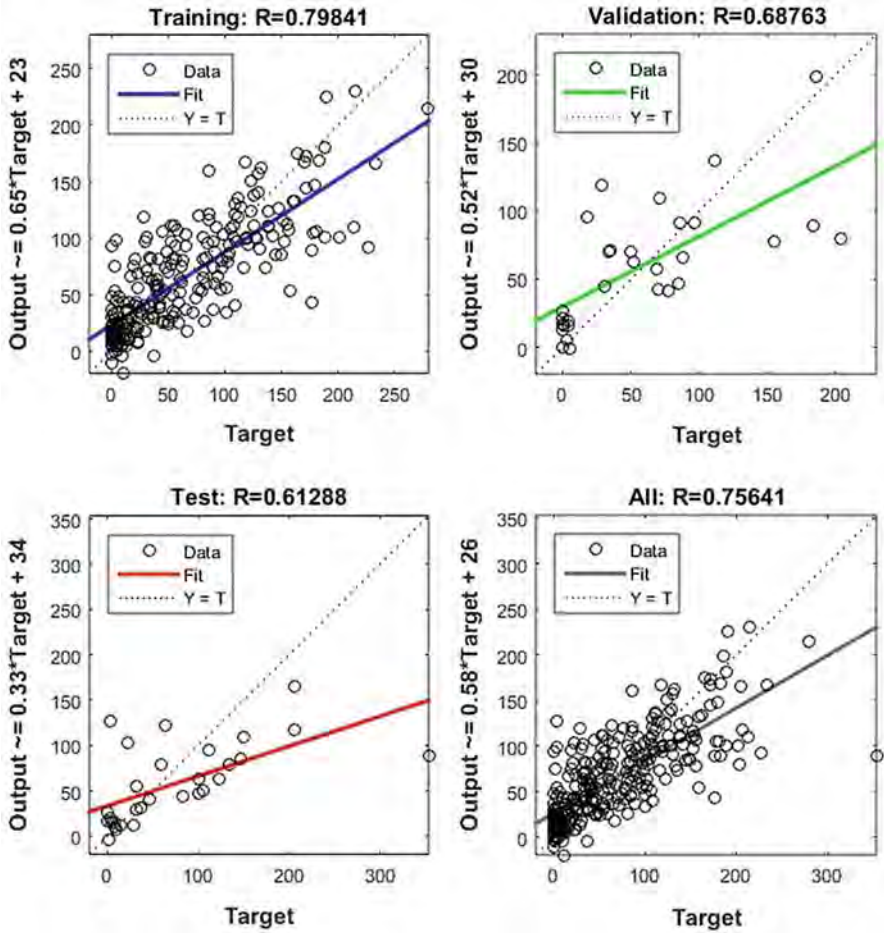 Training: R=0.79841
Output ~= 0.65*Target + 23
250
200
150
100
50
0
Data
Fit
Y = T
0 50 100 150 200 250
Target
Validation: R=0.68763
Output ~= 0.52*Target + 30
200
150
100
50
0
Data
Fit
Y = T
0 50 100 150 200
Target
Test: R=0.61288
Output ~= 0.33*Target + 34
350
300
250
200
150
100
50
0
Data
Fit
Y = T
0 100 200 300
Target
All: R=0.75641
Output ~= 0.58*Target + 26
350
300
250
200
150
100
50
0
Data
Fit
Y = T
0 100 200 300
Target